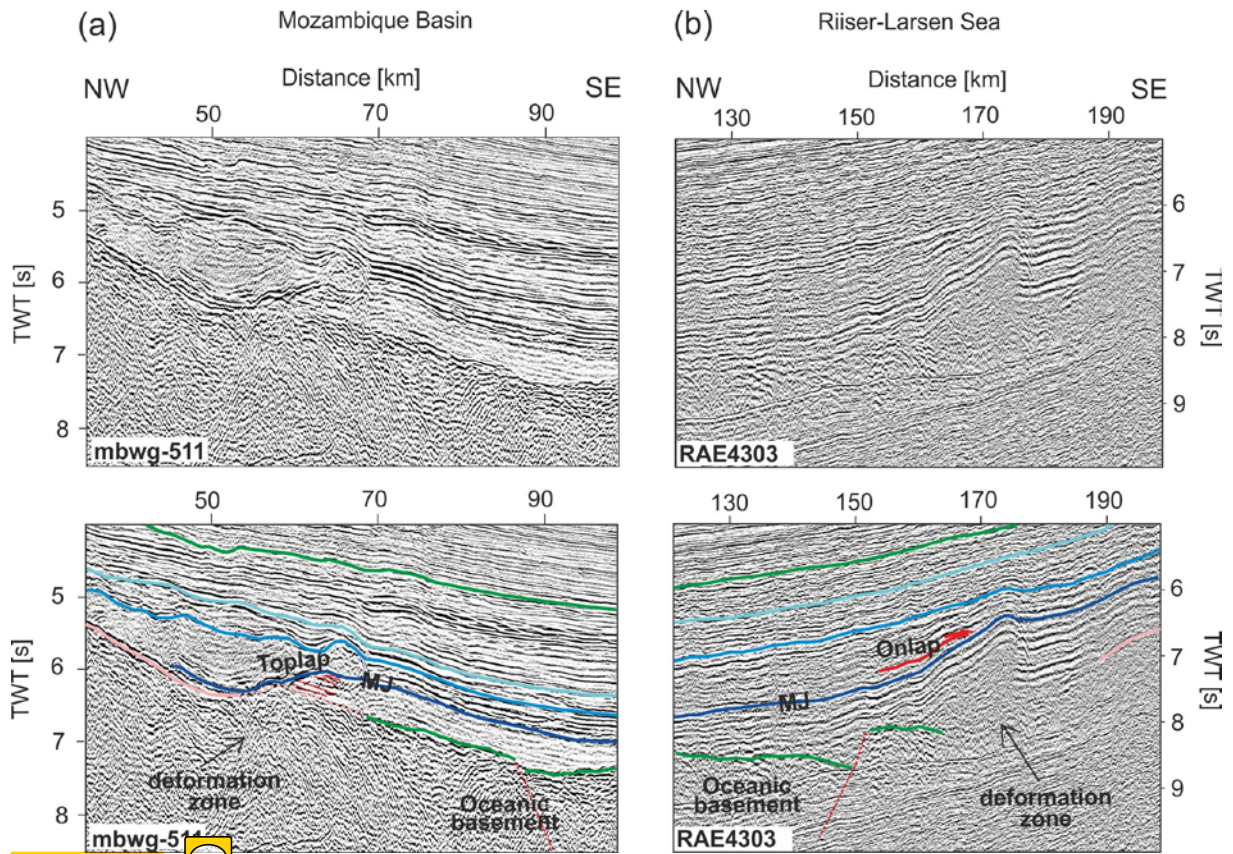 (a) Mozambique Basin
NW Distance [km] SE
50 70 90
TWT [s]
5
6
7
8
mbwg-511
50 70 90
TWT [s]
5
6
7
8
Toplap
MJ
deformation
zone
Oceanic
basement
(b) Riiser-Larsen Sea
NW Distance [km] SE
130 150 170 190
6
7
8
9
TWT [s]
RAE4303
130 150 170 190
6
7
8
9
TWT [s]
Onlap
MJ
Oceanic
basement
deformation
zone
RAE4303